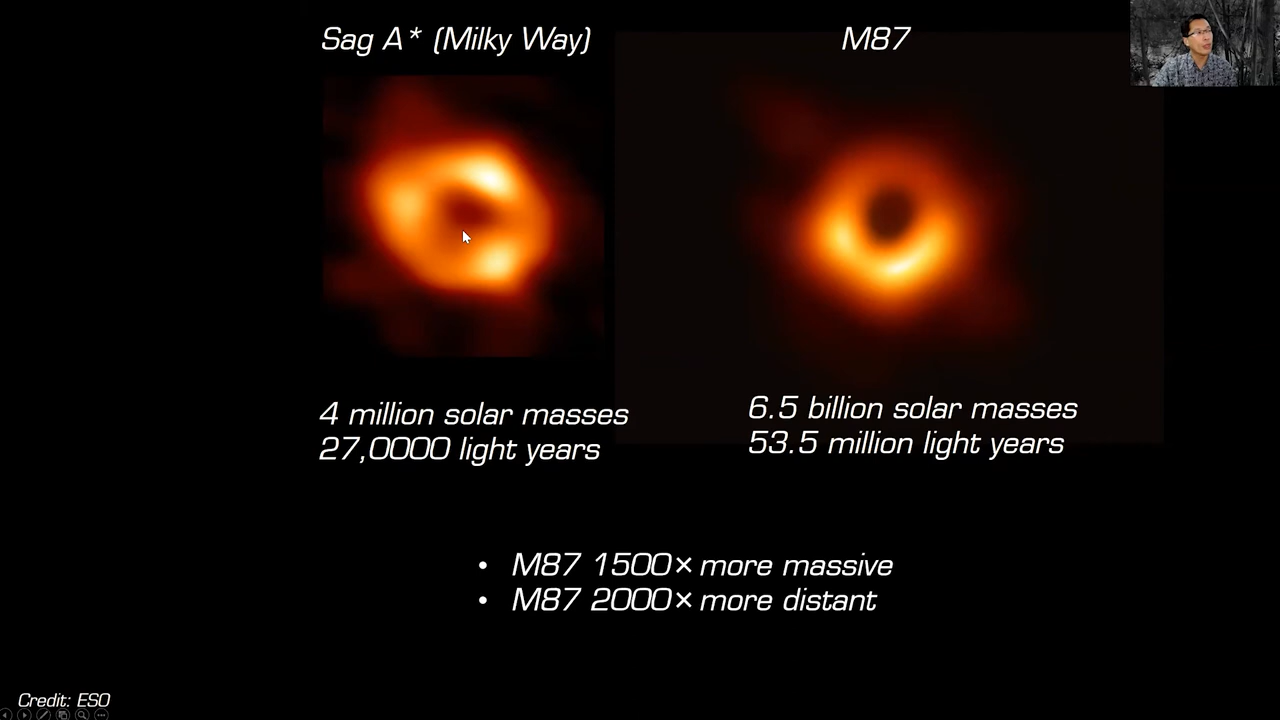 Sag A* (Milky Way)
M87
4 million solar masses
27,0000 light years
6.5 billion solar masses
53.5 million light years
• M87 1500× more massive
• M87 2000× more distant
Credit: ESO